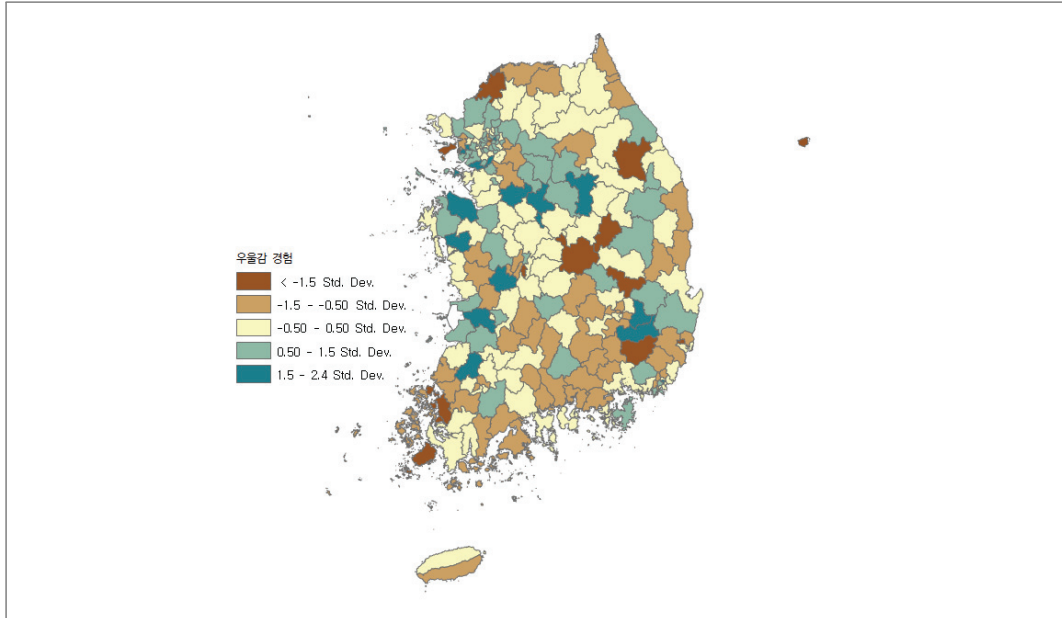 우울감 경험
< -1.5 Std. Dev.
-1.5 - -0.50 Std. Dev.
-0.50 - 0.50 Std. Dev.
0.50 - 1.5 Std. Dev.
1.5 - 2.4 Std. Dev.